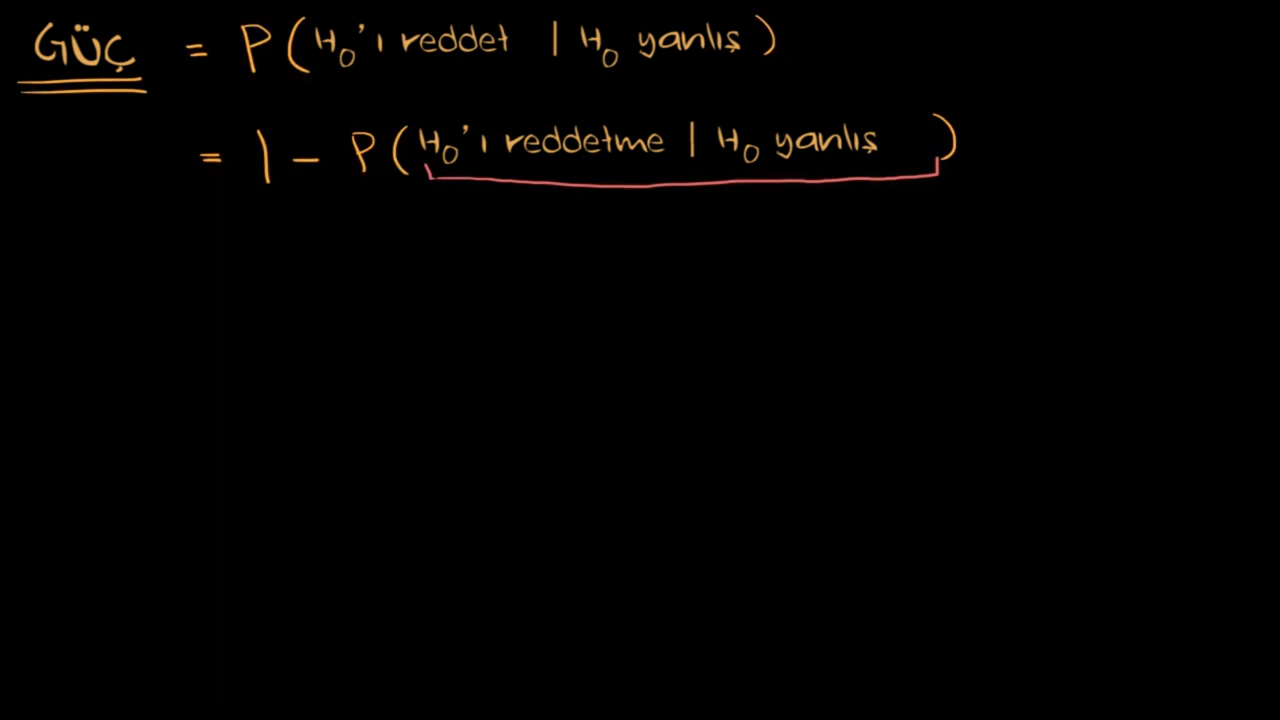 GÜÇ = P(H₀'ı reddet | H₀ yanlış)
= 1 - P(H₀'ı reddetme | H₀ yanlış)